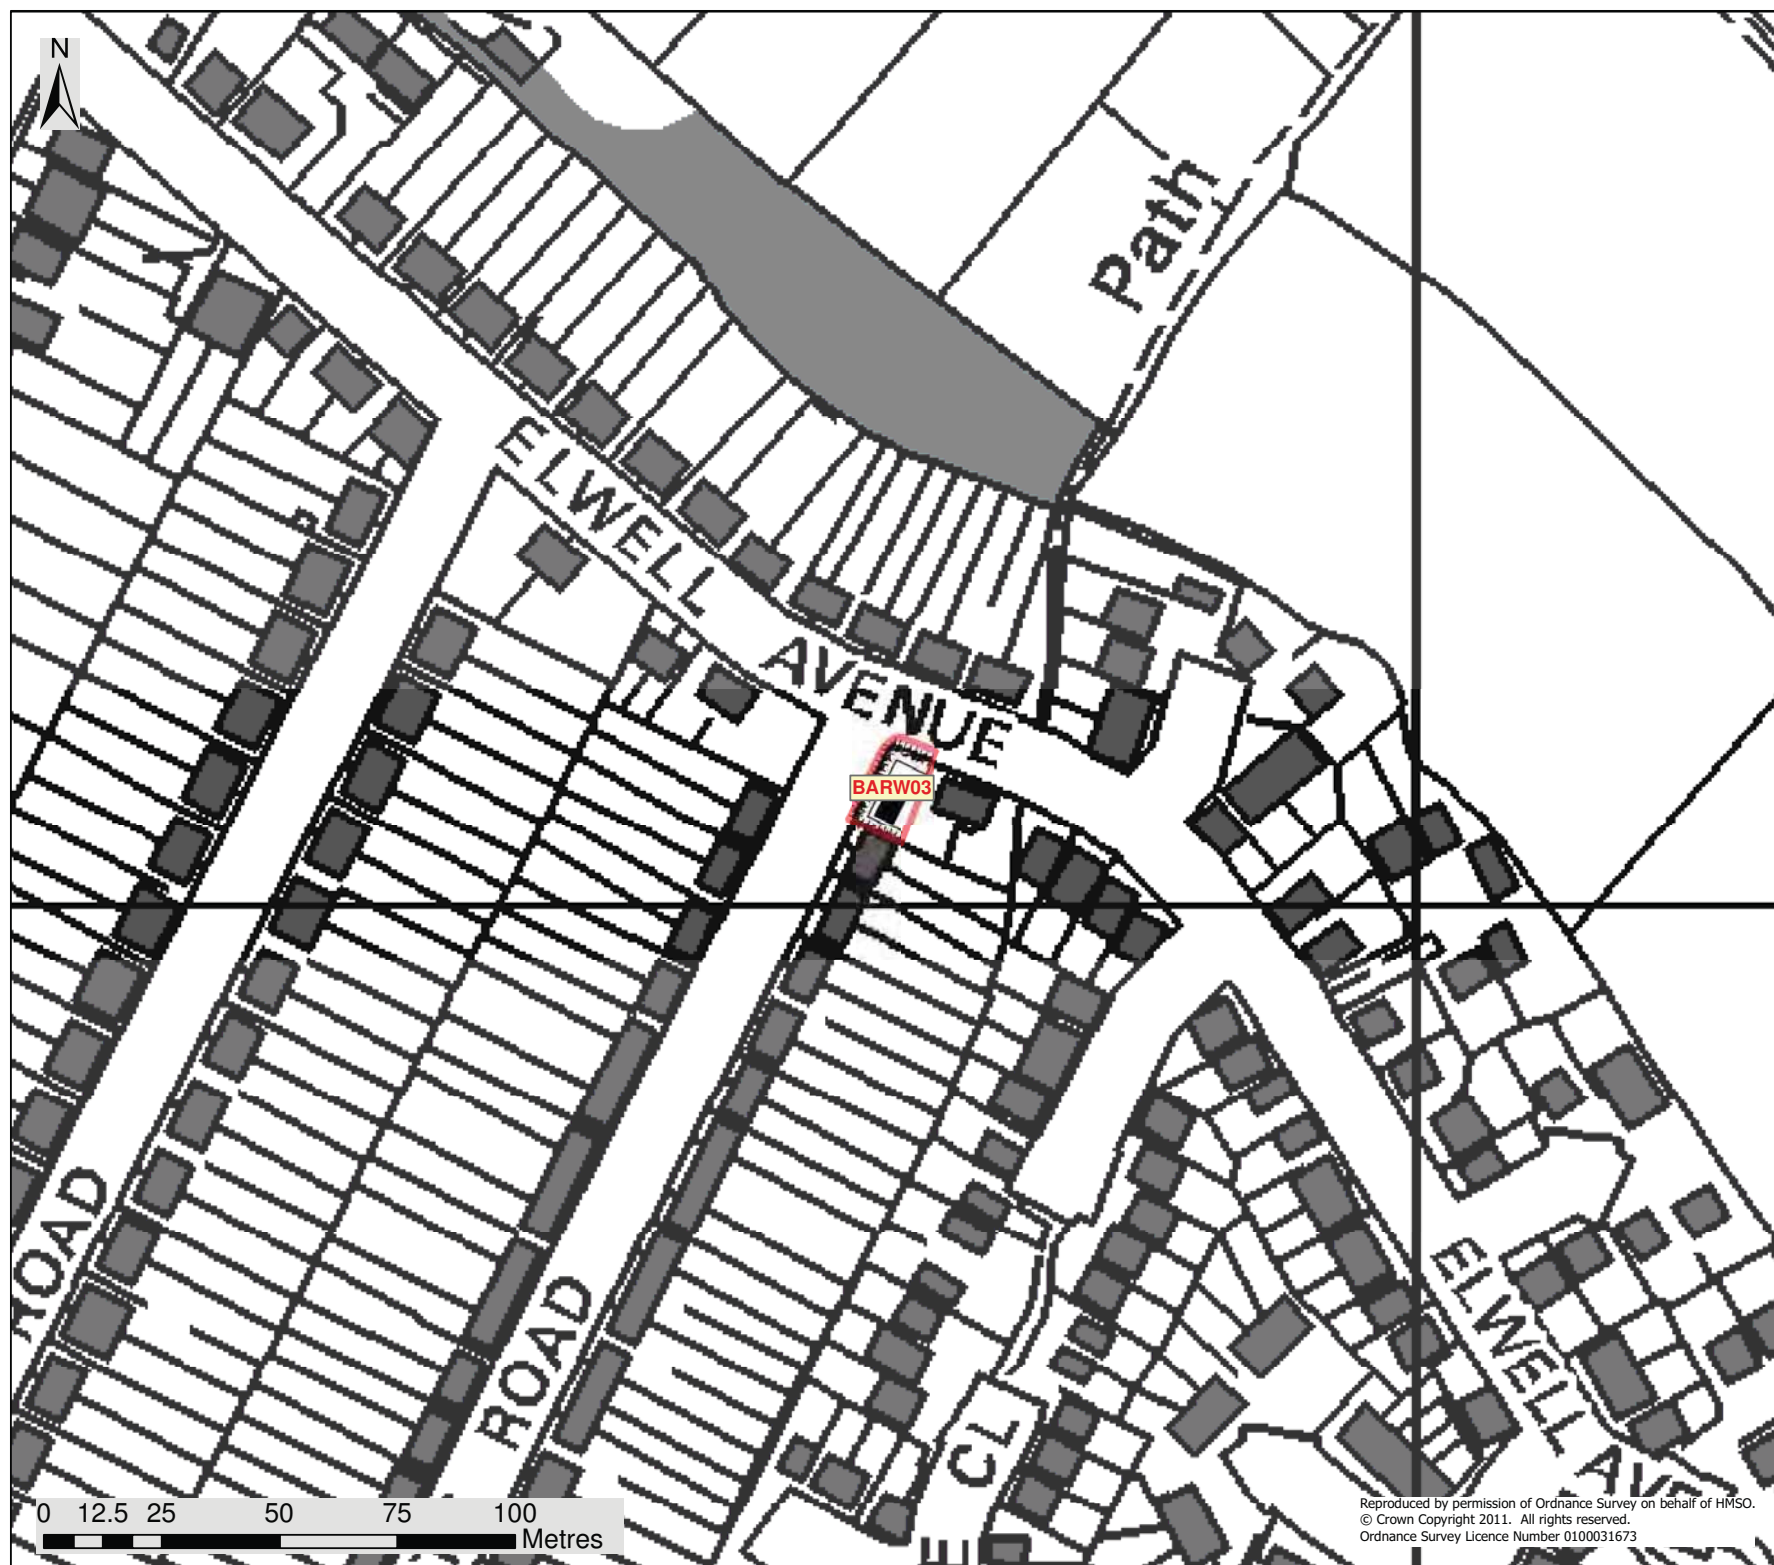 N
Path
ELWELL
AVENUE
BARW03
ROAD
ROAD
ELWELL
CL
0 12.5 25 50 75 100
Metres
Reproduced by permission of Ordnance Survey on behalf of HMSO.
© Crown Copyright 2011. All rights reserved.
Ordnance Survey Licence Number 0100031673